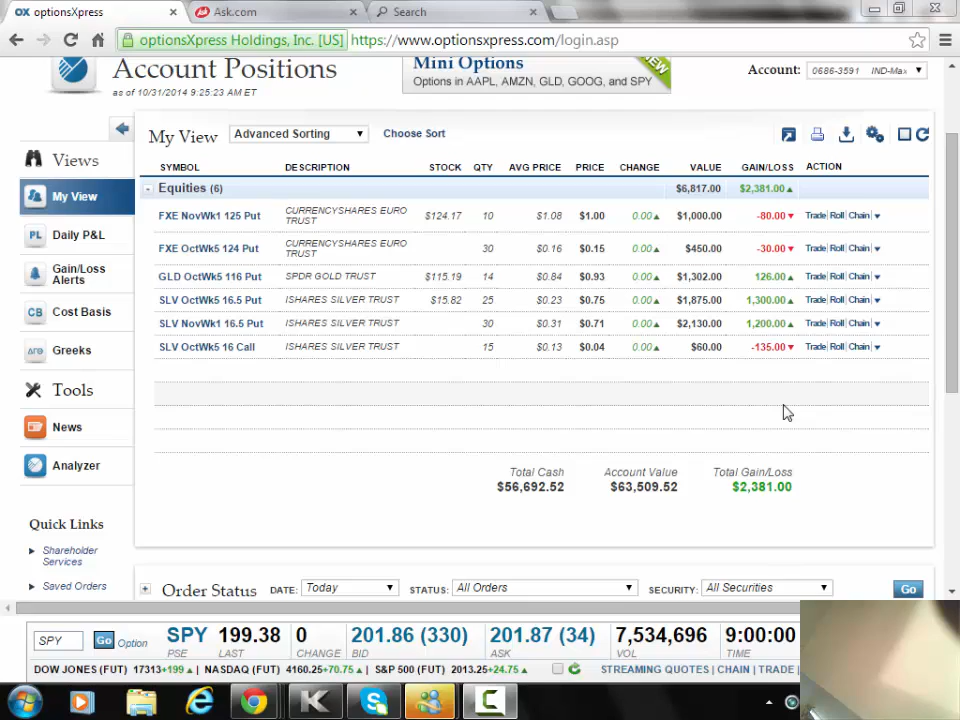 optionsXpress
Ask.com
Search
optionsXpress Holdings, Inc. [US] https://www.optionsxpress.com/login.asp
Account Positions
as of 10/31/2014 9:25:23 AM ET
Mini Options
Options in AAPL, AMZN, GLD, GOOG, and SPY
NEW
Account: 0686-3591 IND-Max
My View Advanced Sorting Choose Sort
Views
My View
PL Daily P&L
Gain/Loss
Alerts
CB Cost Basis
Greeks
Tools
News
Analyzer
Quick Links
Shareholder
Services
Saved Orders
SYMBOL DESCRIPTION STOCK QTY AVG PRICE PRICE CHANGE VALUE GAIN/LOSS ACTION
Equities (6) $6,817.00 $2,381.00
FXE NovWk1 125 Put CURRENCYSHARES EURO TRUST $124.17 10 $1.08 $1.00 0.00 $1,000.00 -80.00 Trade Roll Chain
FXE OctWk5 124 Put CURRENCYSHARES EURO TRUST 30 $0.16 $0.15 0.00 $450.00 -30.00 Trade Roll Chain
GLD OctWk5 116 Put SPDR GOLD TRUST $115.19 14 $0.84 $0.93 0.00 $1,302.00 126.00 Trade Roll Chain
SLV OctWk5 16.5 Put ISHARES SILVER TRUST $15.82 25 $0.23 $0.75 0.00 $1,875.00 1,300.00 Trade Roll Chain
SLV NovWk1 16.5 Put ISHARES SILVER TRUST 30 $0.31 $0.71 0.00 $2,130.00 1,200.00 Trade Roll Chain
SLV OctWk5 16 Call ISHARES SILVER TRUST 15 $0.13 $0.04 0.00 $60.00 -135.00 Trade Roll Chain
Total Cash Account Value Total Gain/Loss
$56,692.52 $63,509.52 $2,381.00
Order Status DATE: Today STATUS: All Orders SECURITY: All Securities Go
SPY Go Option SPY 199.38 0 201.86 (330) 201.87 (34) 7,534,696 9:00:00
PSE LAST CHANGE BID ASK VOL TIME
DOW JONES (FUT) 17313+199 | NASDAQ (FUT) 4160.25+70.75 | S&P 500 (FUT) 2013.25+24.75 STREAMING QUOTES | CHAIN | TRADE |